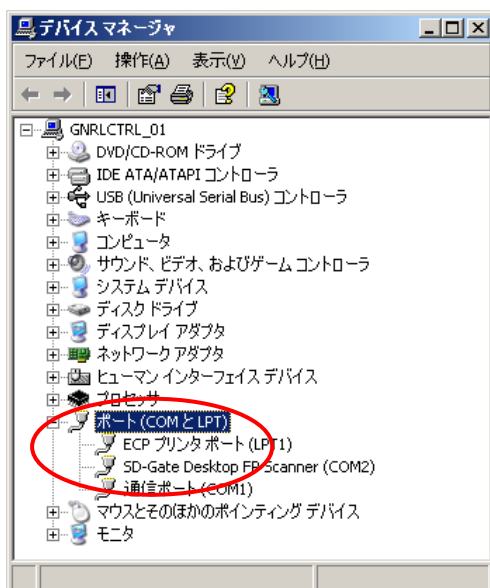 デバイス マネージャ
ファイル(F) 操作(A) 表示(V) ヘルプ(H)
GNRLCTRL_01
DVD/CD-ROM ドライブ
IDE ATA/ATAPI コントローラ
USB (Universal Serial Bus) コントローラ
キーボード
コンピュータ
サウンド、ビデオ、およびゲーム コントローラ
システム デバイス
ディスク ドライブ
ディスプレイ アダプタ
ネットワーク アダプタ
ヒューマン インターフェイス デバイス
プロセッサ
ポート (COM と LPT)
ECP プリンタ ポート (LPT1)
SD-Gate Desktop FP Scanner (COM2)
通信ポート (COM1)
マウスとそのほかのポインティング デバイス
モニタ